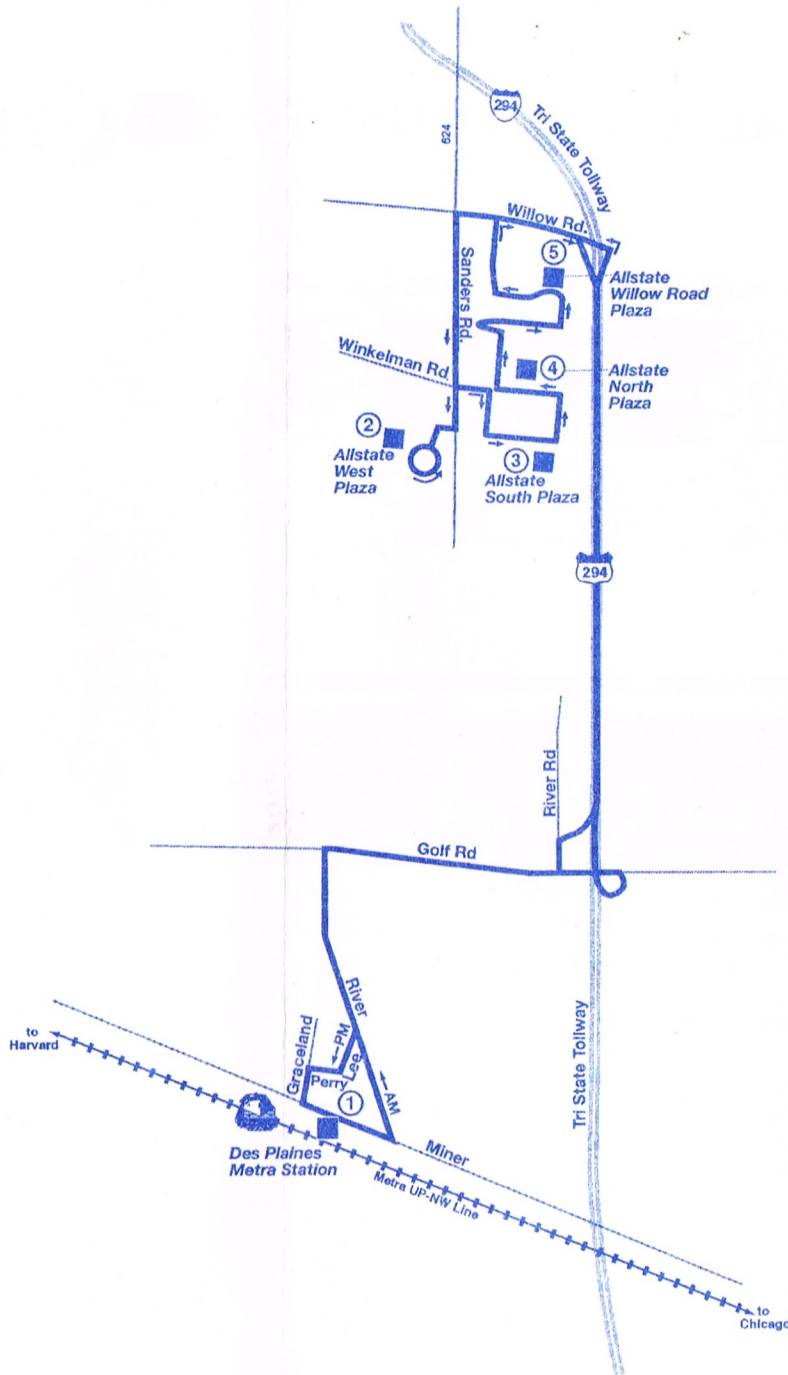 294
Tri State Tollway
624
Willow Rd.
5
Sanders Rd.
Allstate
Willow Road
Plaza
Winkelman Rd.
4
Allstate
North
Plaza
2
Allstate
West
Plaza
3
Allstate
South Plaza
294
River Rd
Golf Rd
River
Graceland
PM
Lee
Perry
AM
1
to
Harvard
Tri State Tollway
Des Plaines
Metra Station
Miner
Metra UP-NW Line
to
Chicago